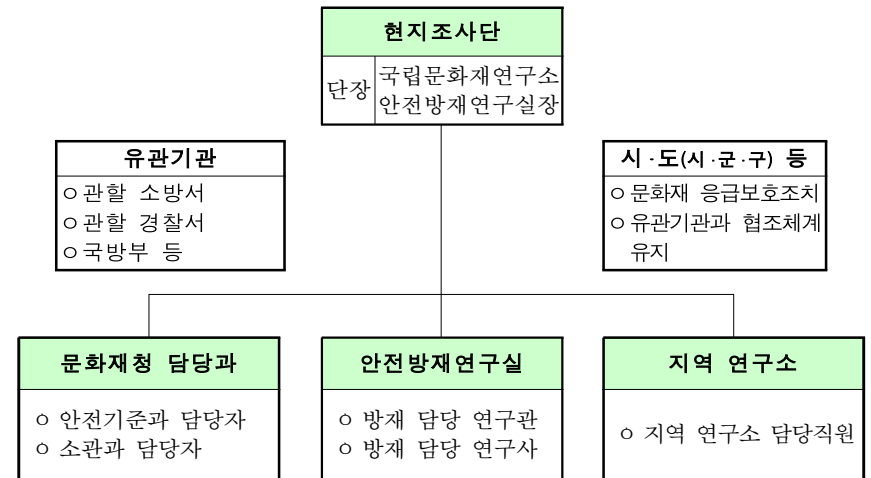 현지조사단
단장
국립문화재연구소
안전방재연구실장
유관기관
ㅇ관할 소방서
ㅇ관할 경찰서
ㅇ국방부 등
시·도(시·군·구) 등
ㅇ문화재 응급보호조치
ㅇ유관기관과 협조체계
유지
문화재청 담당과
ㅇ 안전기준과 담당자
ㅇ 소관과 담당자
안전방재연구실
ㅇ 방재 담당 연구관
ㅇ 방재 담당 연구사
지역 연구소
ㅇ 지역 연구소 담당직원